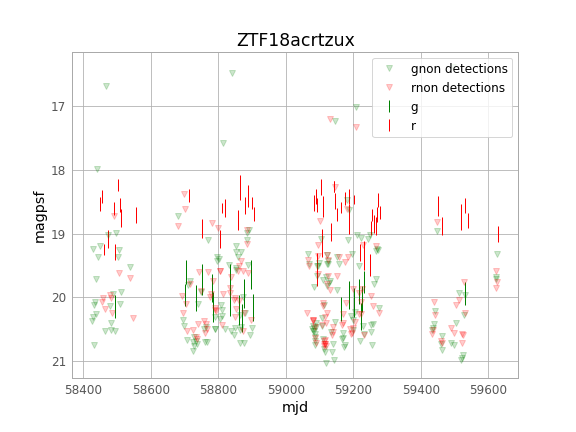 ZTF18acrtzux
gnon detections
rnon detections
g
r
magpsf
17
18
19
20
21
58400 58600 58800 59000 59200 59400 59600
mjd